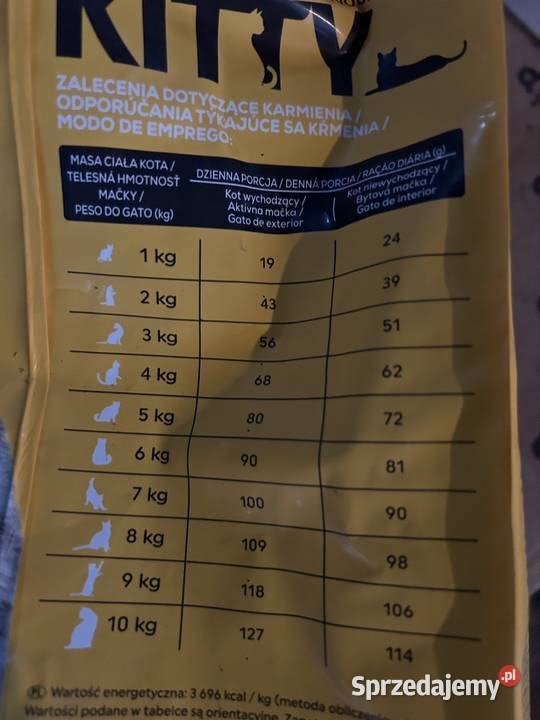 KITTY
ZALECENIA DOTYCZĄCE KARMIENIA /
ODPORÚČANIA TÝKAJÚCE SA KŔMENIA /
MODO DE EMPREGO:
MASA CIAŁA KOTA /
TELESNÁ HMOTNOSŤ
MAČKY /
PESO DO GATO (kg)
DZIENNA PORCJA / DENNÁ PORCIA / RAÇÃO DIÁRIA (g)
Kot wychodzący /
Aktívna mačka /
Gato de exterior
Kot niewychodzący /
Bytová mačka /
Gato de interior
1 kg 19 24
2 kg 43 39
3 kg 56 51
4 kg 68 62
5 kg 80 72
6 kg 90 81
7 kg 100 90
8 kg 109 98
9 kg 118 106
10 kg 127 114
PL Wartość energetyczna: 3 696 kcal / kg (metoda
Wartości podane w tabelce są orientacyjne.
Sprzedajemy.pl